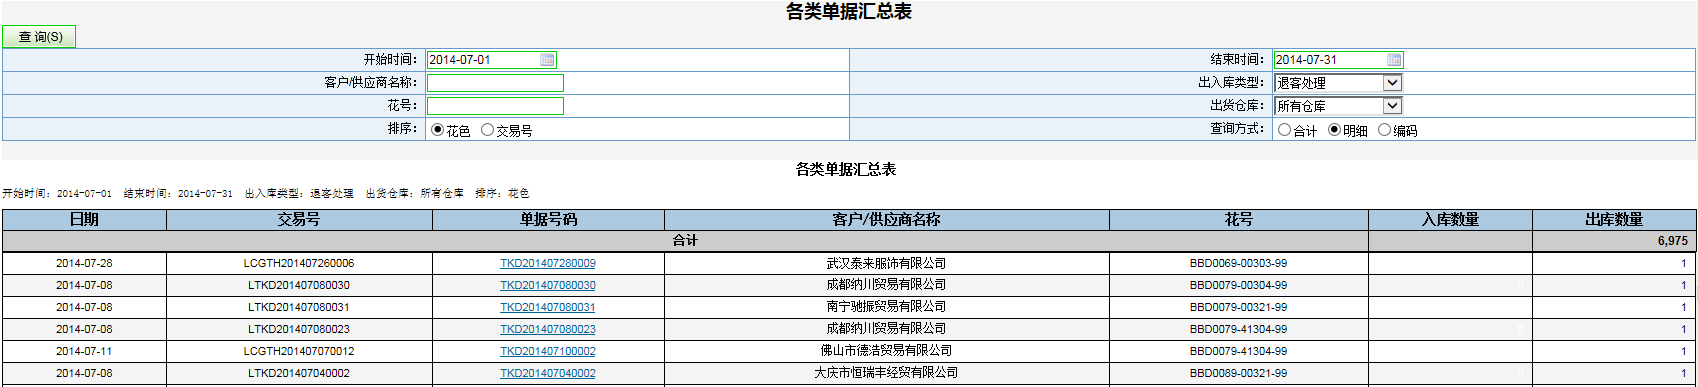 各类单据汇总表
查 询(S)
开始时间： 2014-07-01 结束时间： 2014-07-31
客户/供应商名称： 出入库类型： 退客处理
花号： 出货仓库： 所有仓库
排序： 花色 交易号 查询方式： 合计 明细 编码
各类单据汇总表
开始时间：2014-07-01 结束时间：2014-07-31 出入库类型：退客处理 出货仓库：所有仓库 排序：花色
日期 交易号 单据号码 客户/供应商名称 花号 入库数量 出库数量
合计 6,975
2014-07-28 LCGTH201407260006 TKD201407280009 武汉泰来服饰有限公司 BBD0069-00303-99 1
2014-07-08 LTKD201407080030 TKD201407080030 成都纳川贸易有限公司 BBD0079-00304-99 0 1
2014-07-08 LTKD201407080031 TKD201407080031 南宁驰振贸易有限公司 BBD0079-00321-99 1
2014-07-08 LTKD201407080023 TKD201407080023 成都纳川贸易有限公司 BBD0079-41304-99 0 1
2014-07-11 LCGTH201407070012 TKD201407100002 佛山市德浩贸易有限公司 BBD0079-41304-99 1
2014-07-08 LTKD201407040002 TKD201407040002 大庆市恒瑞丰经贸有限公司 BBD0089-00321-99 0 1